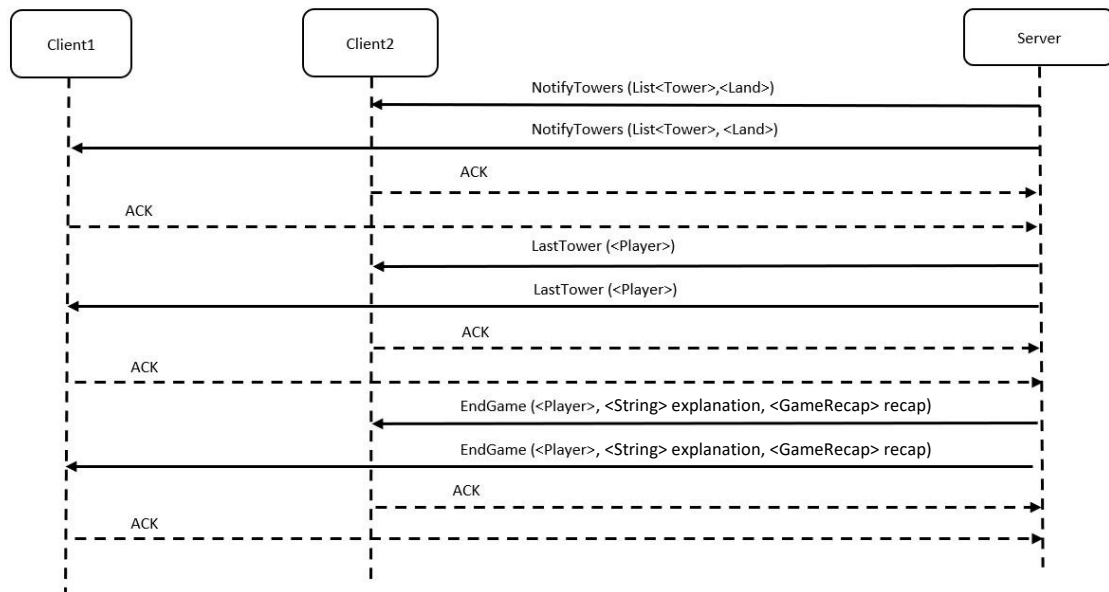 Client1
Client2
Server
NotifyTowers (List<Tower>,<Land>)
NotifyTowers (List<Tower>, <Land>)
ACK
ACK
LastTower (<Player>)
LastTower (<Player>)
ACK
ACK
EndGame (<Player>, <String> explanation, <GameRecap> recap)
EndGame (<Player>, <String> explanation, <GameRecap> recap)
ACK
ACK